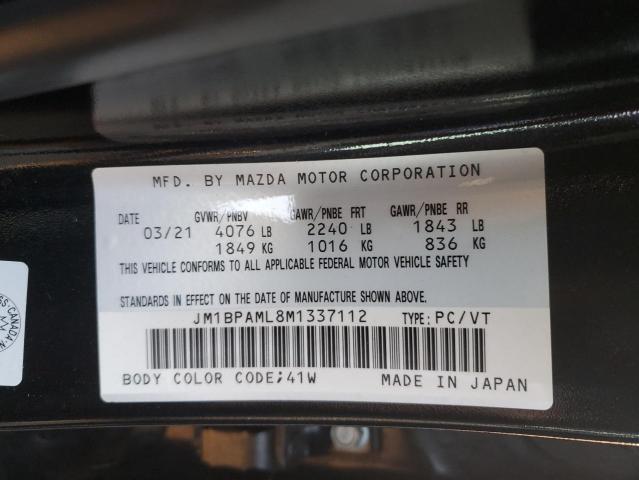 MFD. BY MAZDA MOTOR CORPORATION
DATE GVWR/PNBV GAWR/PNBE FRT GAWR/PNBE RR
03/21 4076 LB 2240 LB 1843 LB
1849 KG 1016 KG 836 KG
THIS VEHICLE CONFORMS TO ALL APPLICABLE FEDERAL MOTOR VEHICLE SAFETY
STANDARDS IN EFFECT ON THE DATE OF MANUFACTURE SHOWN ABOVE.
JM1BPAML8M1337112 TYPE: PC/VT
BODY COLOR CODE;41W MADE IN JAPAN
CANADA